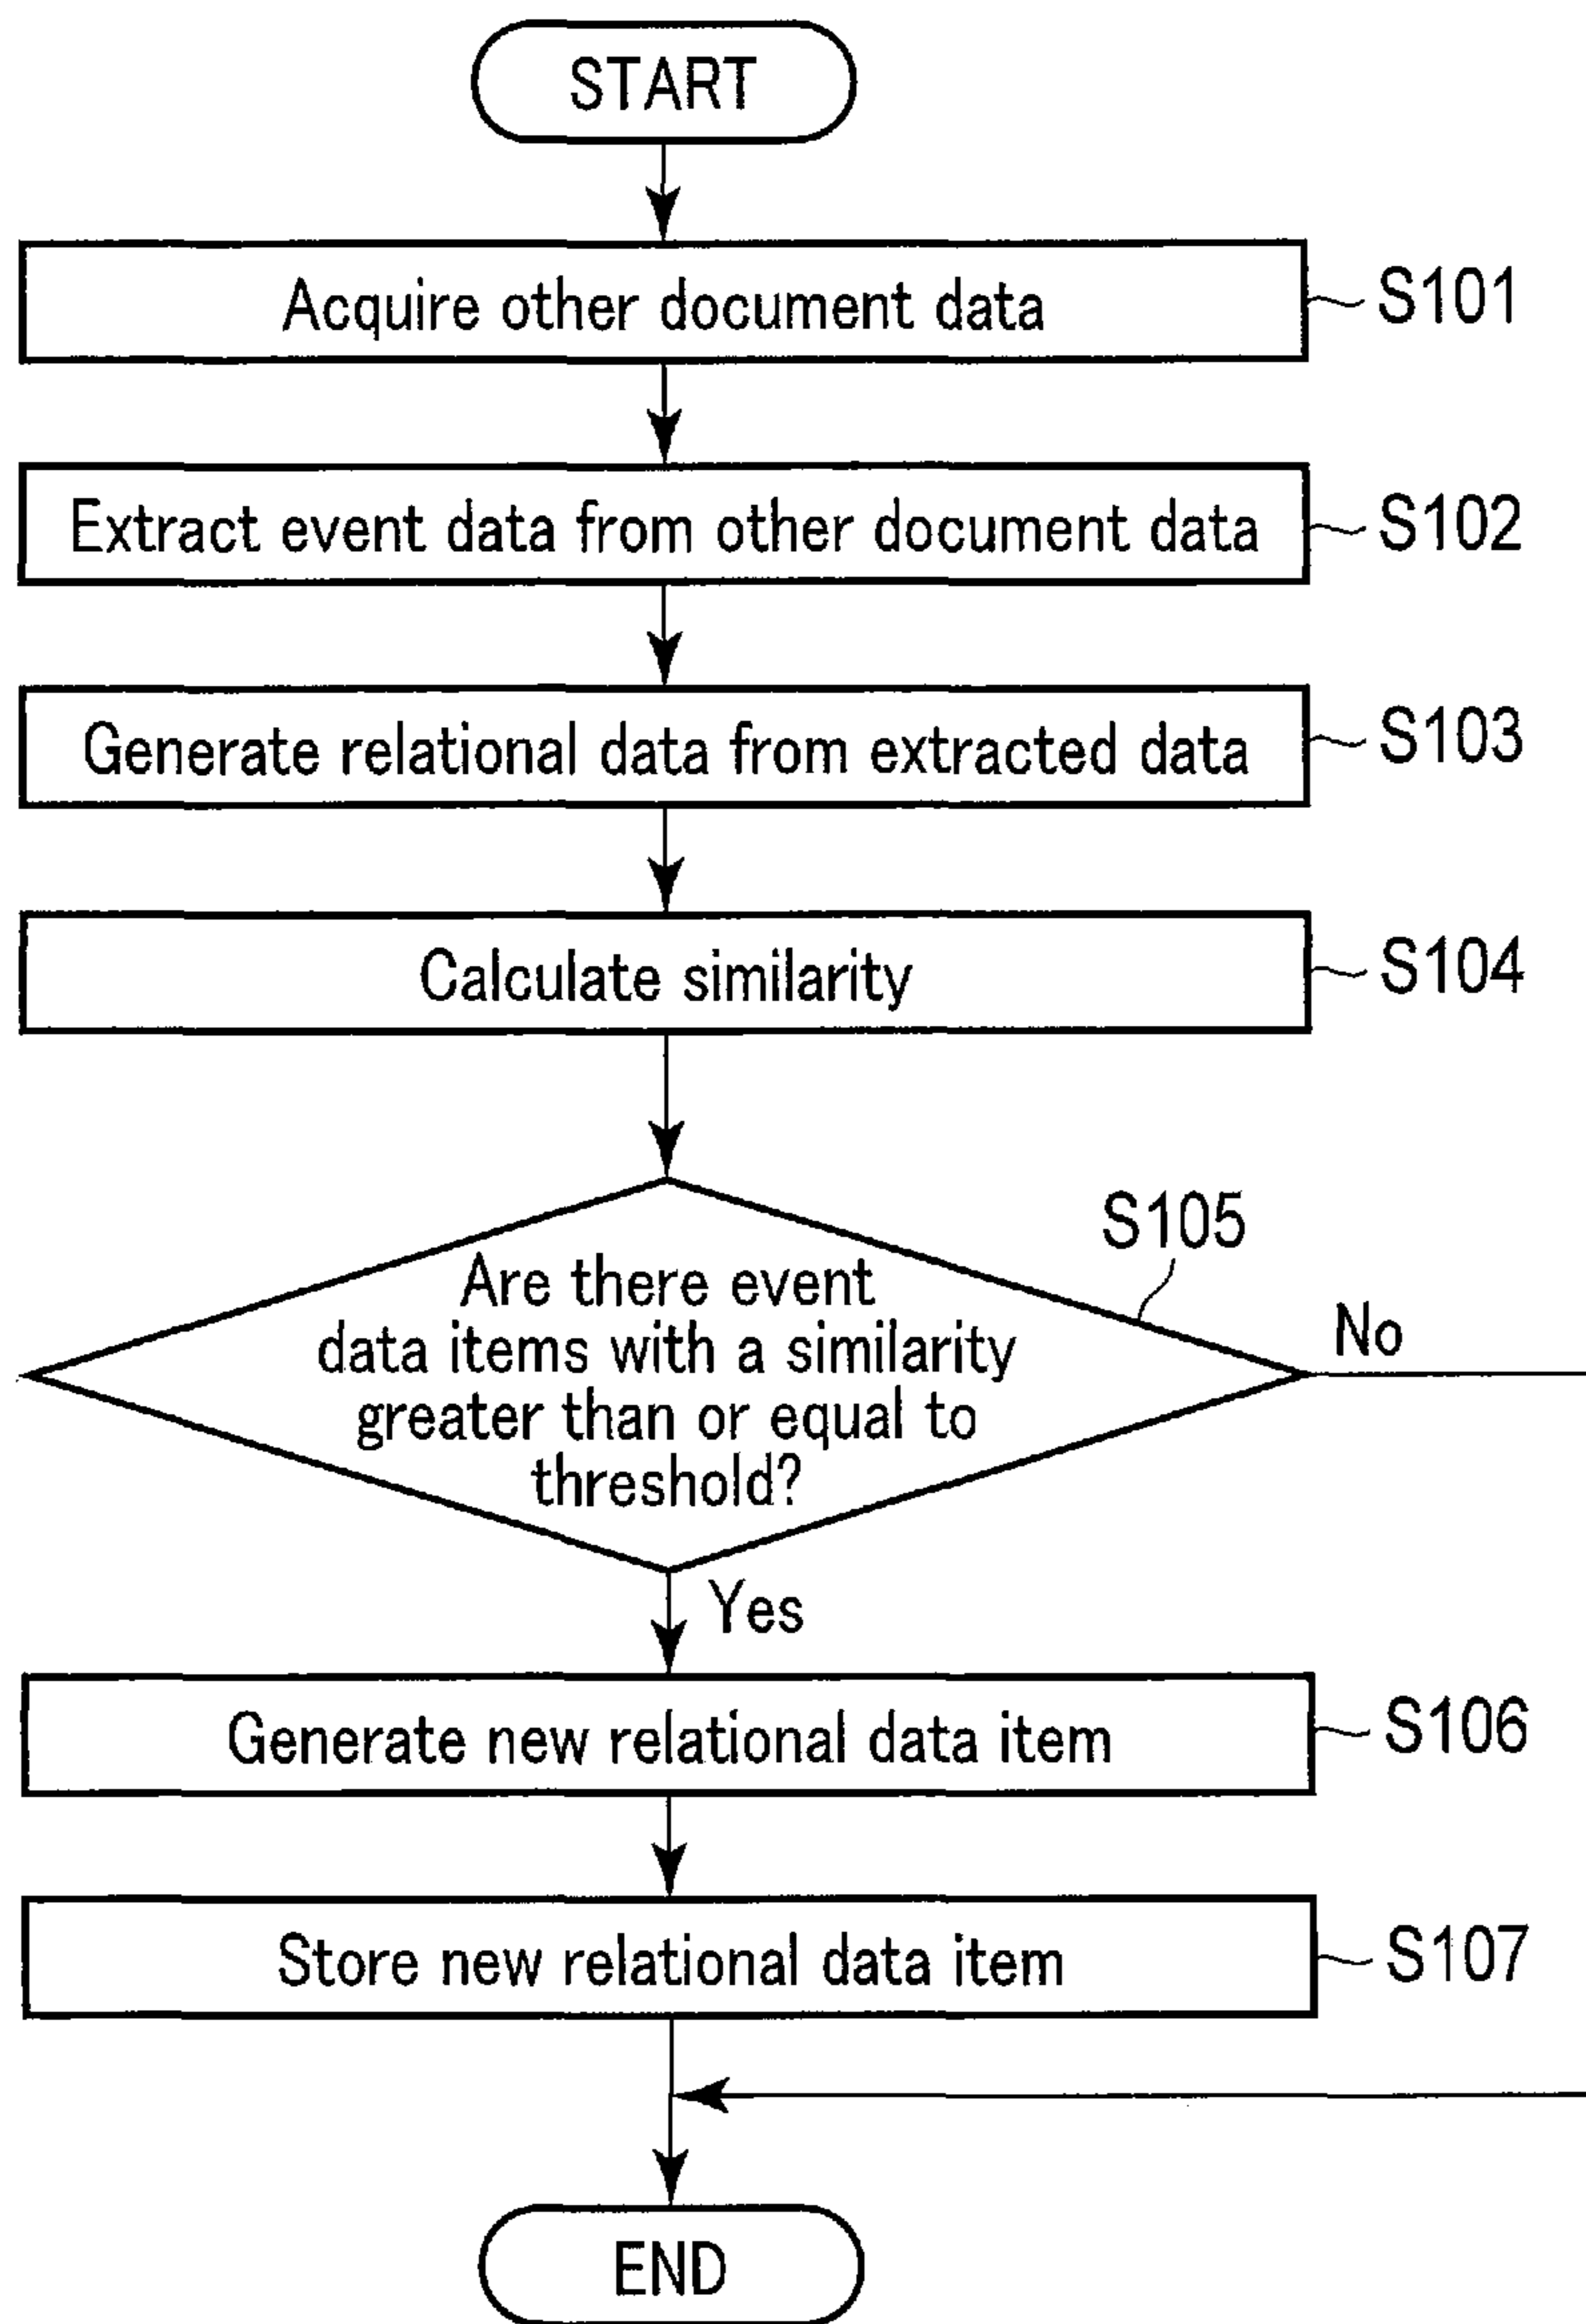 START
Acquire other document data
S101
Extract event data from other document data
S102
Generate relational data from extracted data
S103
Calculate similarity
S104
S105
Are there event
data items with a similarity
greater than or equal to
threshold?
No
Yes
Generate new relational data item
S106
Store new relational data item
S107
END